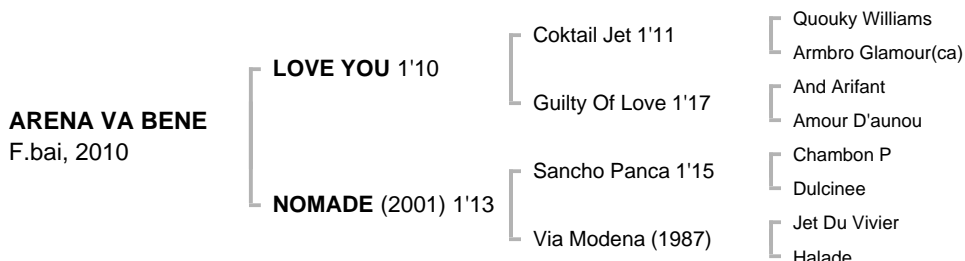 ARENA VA BENE
F.bai, 2010
LOVE YOU 1'10
NOMADE (2001) 1'13
Coktail Jet 1'11
Guilty Of Love 1'17
Sancho Panca 1'15
Via Modena (1987)
Quouky Williams
Armbro Glamour(ca)
And Arifant
Amour D'aunou
Chambon P
Dulcinee
Jet Du Vivier
Halade